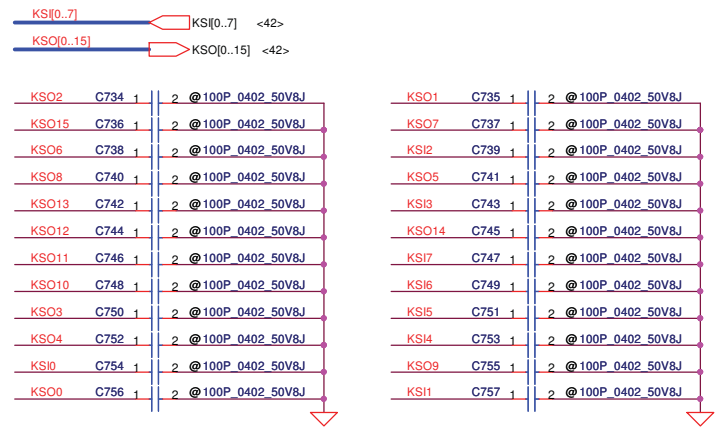 KSI[0..7] KSI[0..7] <42>
KSO[0..15] KSO[0..15] <42>
KSO2 C734 1 2 @100P_0402_50V8J KSO1 C735 1 2 @100P_0402_50V8J
KSO15 C736 1 2 @100P_0402_50V8J KSO7 C737 1 2 @100P_0402_50V8J
KSO6 C738 1 2 @100P_0402_50V8J KSI2 C739 1 2 @100P_0402_50V8J
KSO8 C740 1 2 @100P_0402_50V8J KSO5 C741 1 2 @100P_0402_50V8J
KSO13 C742 1 2 @100P_0402_50V8J KSI3 C743 1 2 @100P_0402_50V8J
KSO12 C744 1 2 @100P_0402_50V8J KSO14 C745 1 2 @100P_0402_50V8J
KSO11 C746 1 2 @100P_0402_50V8J KSI7 C747 1 2 @100P_0402_50V8J
KSO10 C748 1 2 @100P_0402_50V8J KSI6 C749 1 2 @100P_0402_50V8J
KSO3 C750 1 2 @100P_0402_50V8J KSI5 C751 1 2 @100P_0402_50V8J
KSO4 C752 1 2 @100P_0402_50V8J KSI4 C753 1 2 @100P_0402_50V8J
KSI0 C754 1 2 @100P_0402_50V8J KSO9 C755 1 2 @100P_0402_50V8J
KSO0 C756 1 2 @100P_0402_50V8J KSI1 C757 1 2 @100P_0402_50V8J